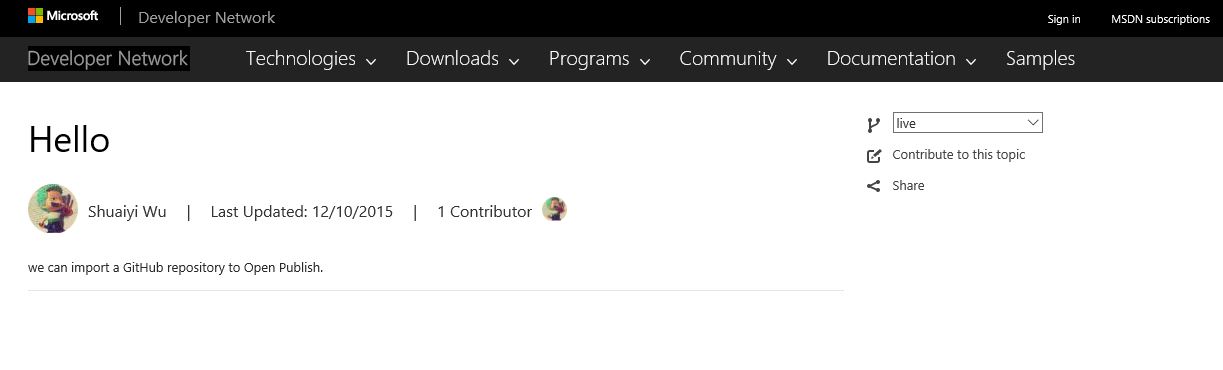 Microsoft Developer Network Sign in MSDN subscriptions
Developer Network Technologies Downloads Programs Community Documentation Samples
Hello
live
Contribute to this topic
Share
Shuaiyi Wu | Last Updated: 12/10/2015 | 1 Contributor
we can import a GitHub repository to Open Publish.